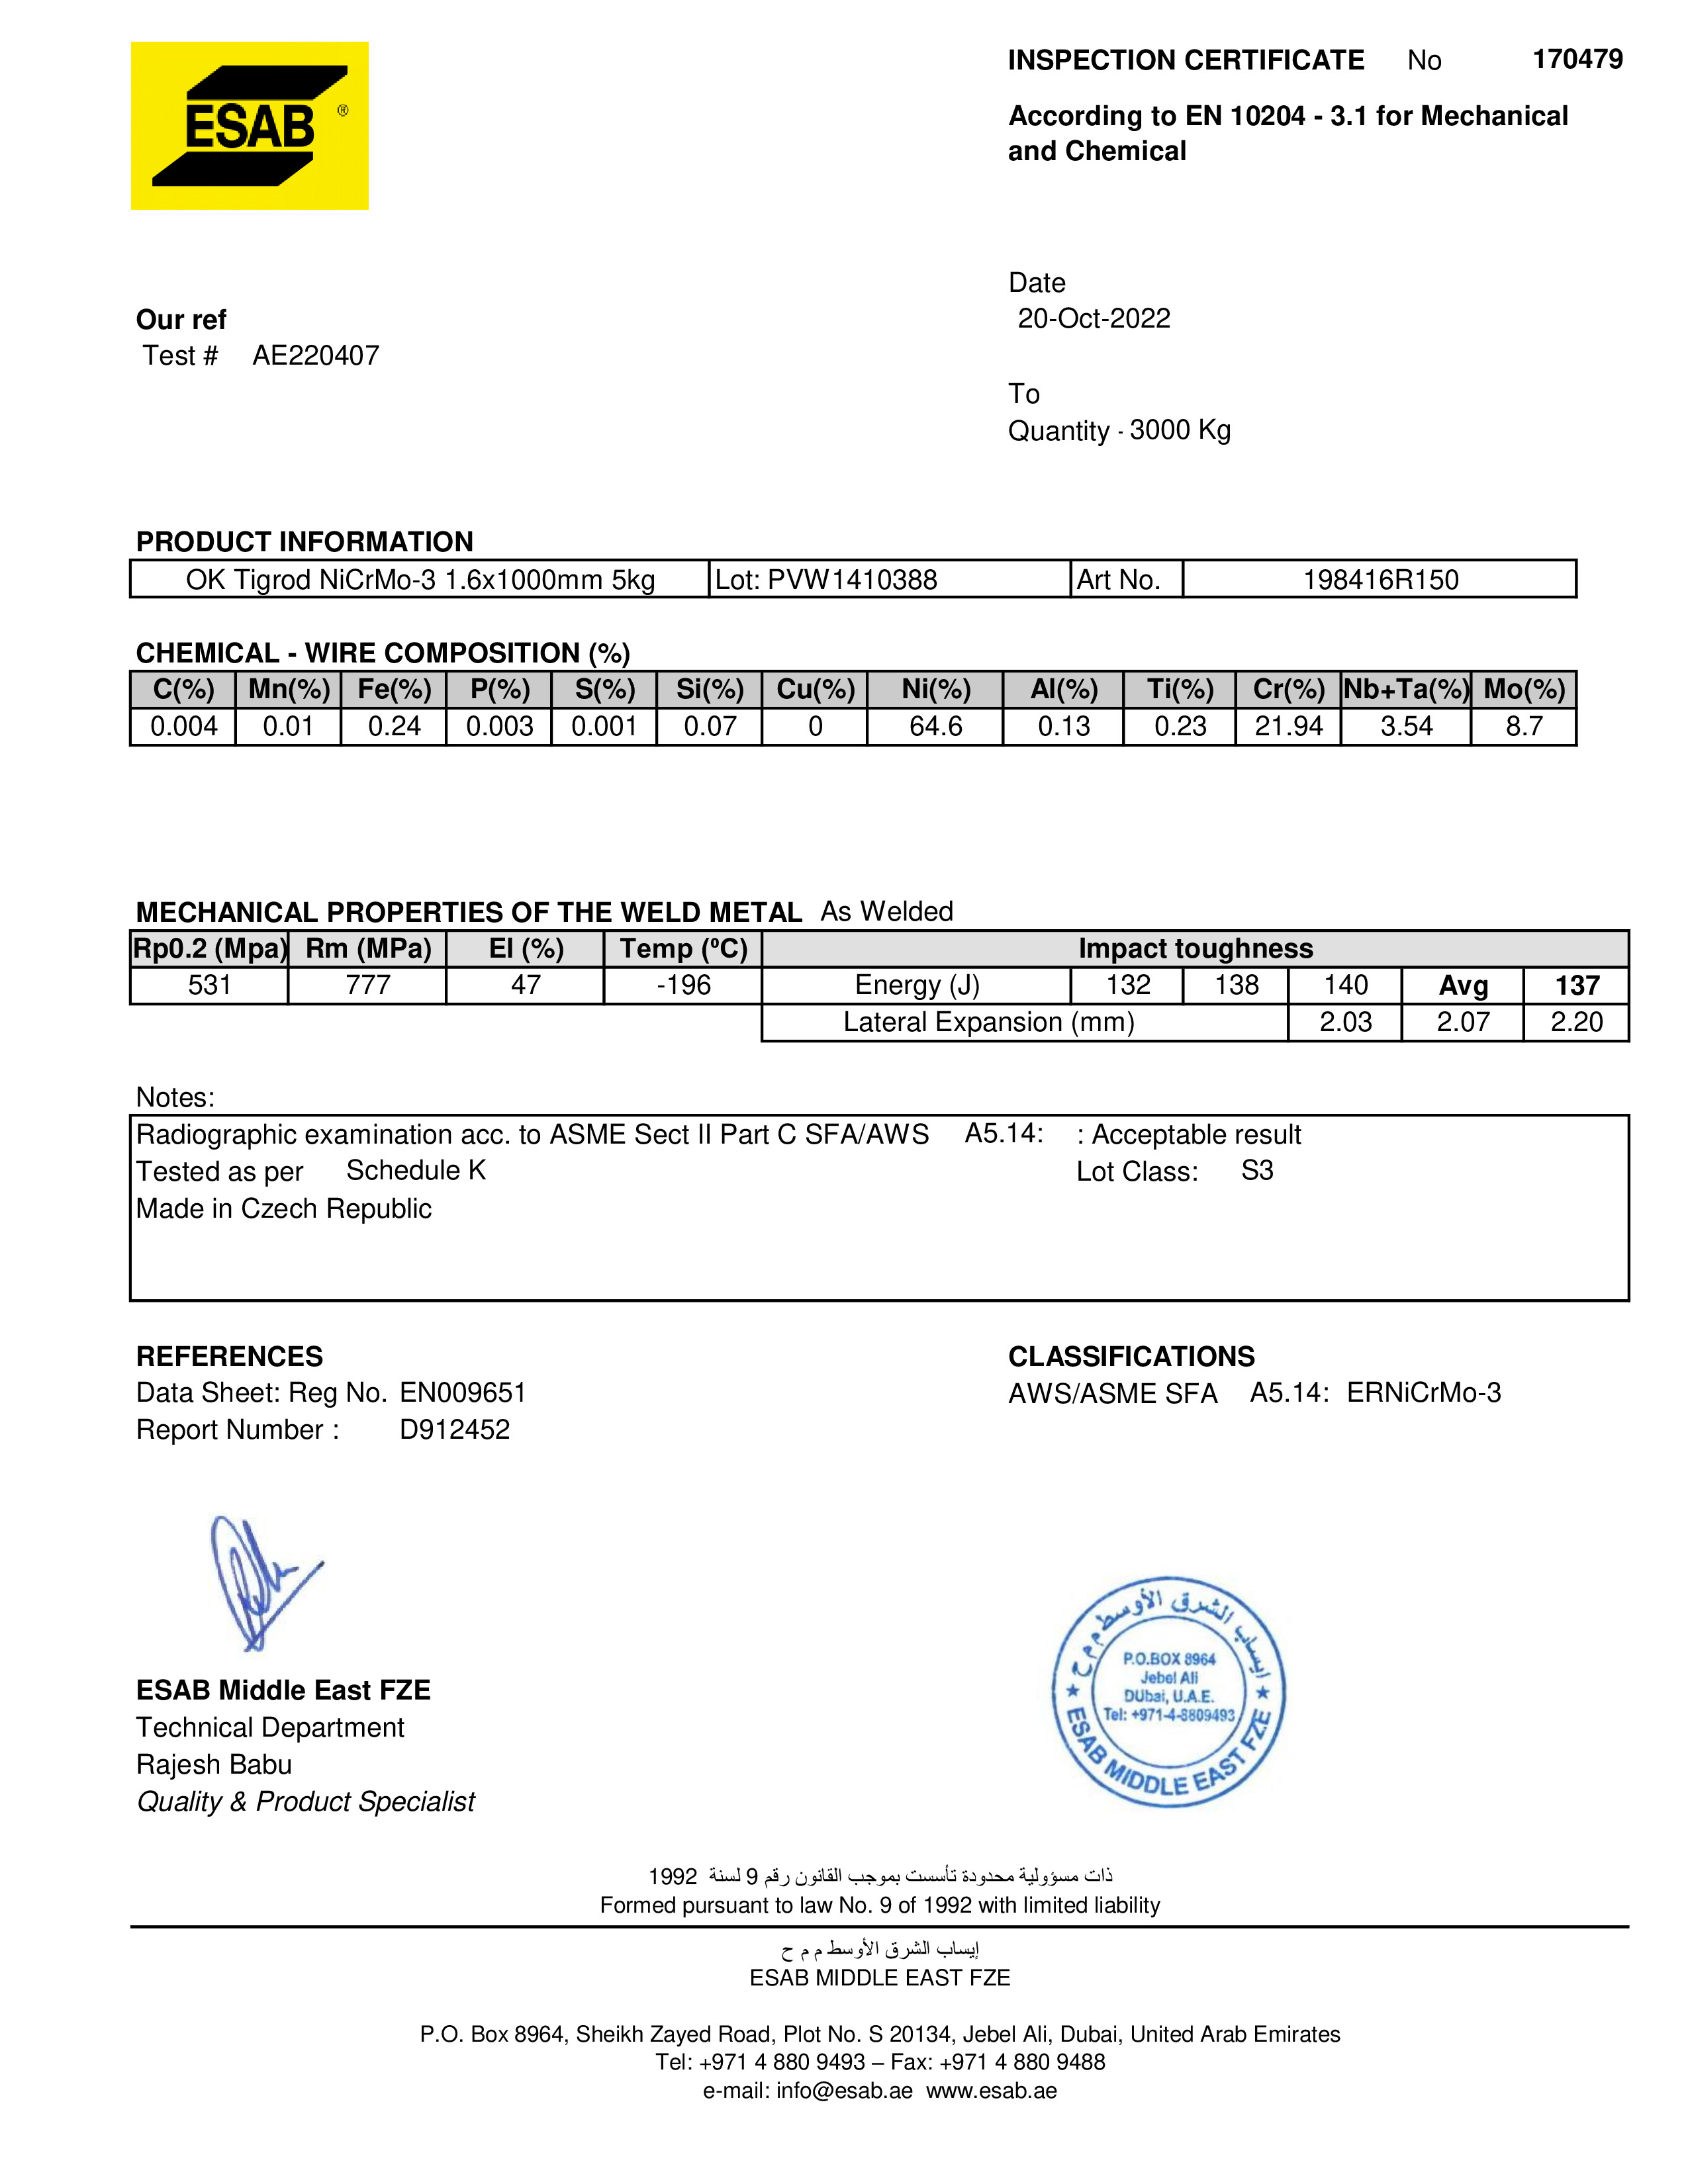 ESAB ®
INSPECTION CERTIFICATE No 170479
According to EN 10204 - 3.1 for Mechanical
and Chemical
Date
20-Oct-2022
Our ref
Test # AE220407
To
Quantity - 3000 Kg
PRODUCT INFORMATION
OK Tigrod NiCrMo-3 1.6x1000mm 5kg Lot: PVW1410388 Art No. 198416R150
CHEMICAL - WIRE COMPOSITION (%)
C(%) Mn(%) Fe(%) P(%) S(%) Si(%) Cu(%) Ni(%) Al(%) Ti(%) Cr(%) Nb+Ta(%) Mo(%)
0.004 0.01 0.24 0.003 0.001 0.07 0 64.6 0.13 0.23 21.94 3.54 8.7
MECHANICAL PROPERTIES OF THE WELD METAL As Welded
Rp0.2 (Mpa) Rm (MPa) El (%) Temp (ºC) Impact toughness
531 777 47 -196 Energy (J) 132 138 140 Avg 137
Lateral Expansion (mm) 2.03 2.07 2.20
Notes:
Radiographic examination acc. to ASME Sect II Part C SFA/AWS A5.14: : Acceptable result
Tested as per Schedule K Lot Class: S3
Made in Czech Republic
REFERENCES
Data Sheet: Reg No. EN009651
Report Number : D912452
CLASSIFICATIONS
AWS/ASME SFA A5.14: ERNiCrMo-3
ESAB Middle East FZE
Technical Department
Rajesh Babu
Quality & Product Specialist
ايساب الشرق الأوسط م م ح
P.O.BOX 8964
Jebel Ali
DUbai, U.A.E.
Tel: +971-4-8809493
★ ESAB MIDDLE EAST FZE ★
ذات مسؤولية محدودة تأسست بموجب القانون رقم 9 لسنة 1992
Formed pursuant to law No. 9 of 1992 with limited liability
إيساب الشرق الأوسط م م ح
ESAB MIDDLE EAST FZE
P.O. Box 8964, Sheikh Zayed Road, Plot No. S 20134, Jebel Ali, Dubai, United Arab Emirates
Tel: +971 4 880 9493 – Fax: +971 4 880 9488
e-mail: info@esab.ae www.esab.ae